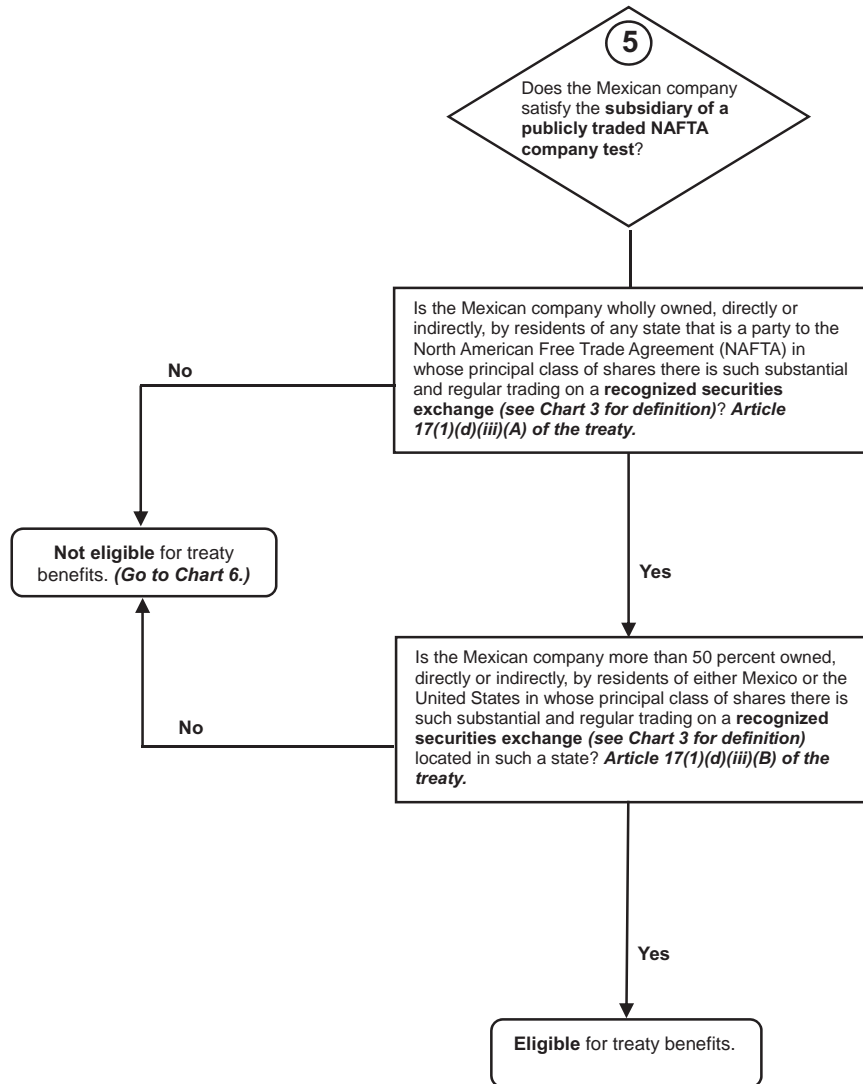 5
Does the Mexican company
satisfy the subsidiary of a
publicly traded NAFTA
company test?
Is the Mexican company wholly owned, directly or
indirectly, by residents of any state that is a party to the
North American Free Trade Agreement (NAFTA) in
whose principal class of shares there is such substantial
and regular trading on a recognized securities
exchange (see Chart 3 for definition)? Article
17(1)(d)(iii)(A) of the treaty.
No
Not eligible for treaty
benefits. (Go to Chart 6.)
Yes
Is the Mexican company more than 50 percent owned,
directly or indirectly, by residents of either Mexico or the
United States in whose principal class of shares there is
such substantial and regular trading on a recognized
securities exchange (see Chart 3 for definition)
located in such a state? Article 17(1)(d)(iii)(B) of the
treaty.
No
Yes
Eligible for treaty benefits.